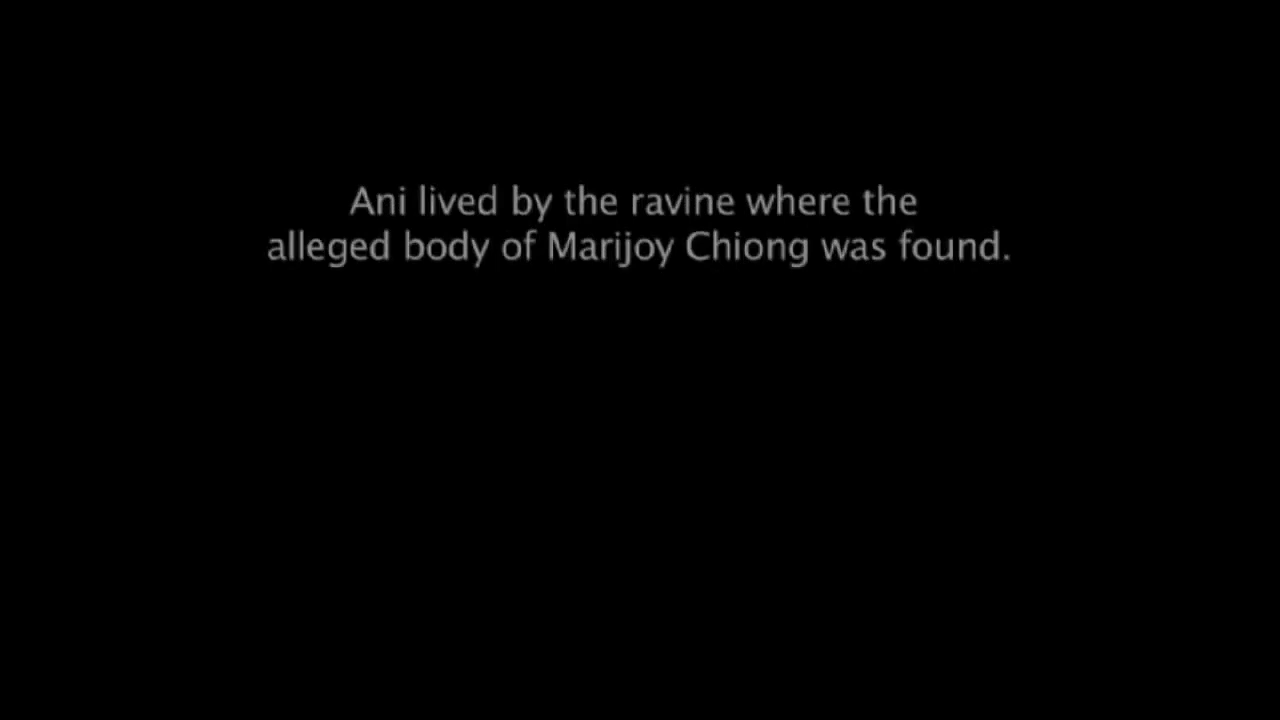 Ani lived by the ravine where the
alleged body of Marijoy Chiong was found.